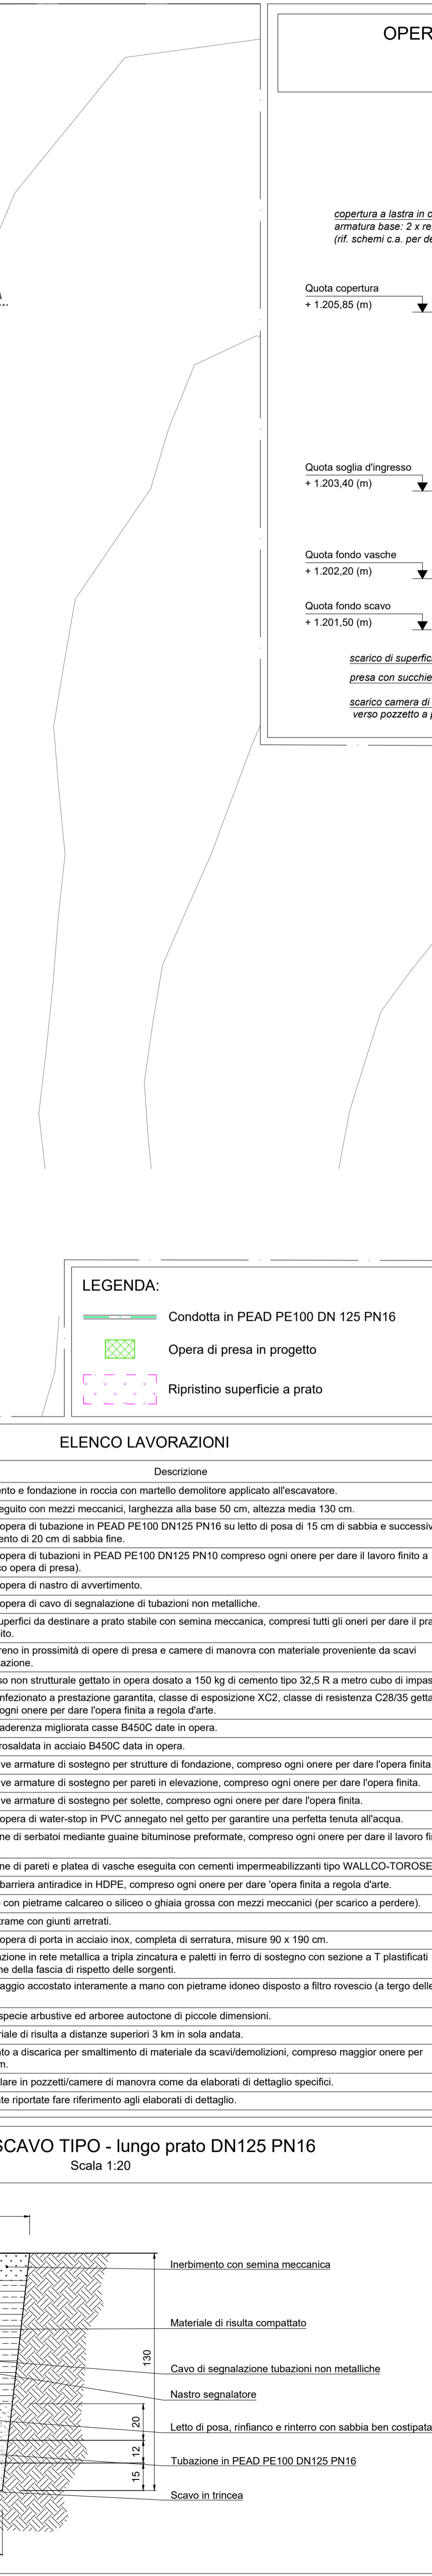 OPER
copertura a lastra in c
armatura base: 2 x re
(rif. schemi c.a. per de
Quota copertura
+ 1.205,85 (m)
Quota soglia d'ingresso
+ 1.203,40 (m)
Quota fondo vasche
+ 1.202,20 (m)
Quota fondo scavo
+ 1.201,50 (m)
scarico di superfic
presa con succhie
scarico camera di
verso pozzetto a p
LEGENDA:
Condotta in PEAD PE100 DN 125 PN16
Opera di presa in progetto
Ripristino superficie a prato
ELENCO LAVORAZIONI
Descrizione
ento e fondazione in roccia con martello demolitore applicato all'escavatore.
eguito con mezzi meccanici, larghezza alla base 50 cm, altezza media 130 cm.
opera di tubazione in PEAD PE100 DN125 PN16 su letto di posa di 15 cm di sabbia e successiv
ento di 20 cm di sabbia fine.
opera di tubazioni in PEAD PE100 DN125 PN10 compreso ogni onere per dare il lavoro finito a
co opera di presa).
opera di nastro di avvertimento.
opera di cavo di segnalazione di tubazioni non metalliche.
uperfici da destinare a prato stabile con semina meccanica, compresi tutti gli oneri per dare il pra
ito.
reno in prossimità di opere di presa e camere di manovra con materiale proveniente da scavi
tazione.
so non strutturale gettato in opera dosato a 150 kg di cemento tipo 32,5 R a metro cubo di impas
nfezionato a prestazione garantita, classe di esposizione XC2, classe di resistenza C28/35 getta
ogni onere per dare l'opera finita a regola d'arte.
aderenza migliorata casse B450C date in opera.
rosaldata in acciaio B450C data in opera.
ve armature di sostegno per strutture di fondazione, compreso ogni onere per dare l'opera finita
ve armature di sostegno per pareti in elevazione, compreso ogni onere per dare l'opera finita.
ve armature di sostegno per solette, compreso ogni onere per dare l'opera finita.
opera di water-stop in PVC annegato nel getto per garantire una perfetta tenuta all'acqua.
ne di serbatoi mediante guaine bituminose preformate, compreso ogni onere per dare il lavoro fi
ne di pareti e platea di vasche eseguita con cementi impermeabilizzanti tipo WALLCO-TOROSE
barriera antiradice in HDPE, compreso ogni onere per dare 'opera finita a regola d'arte.
o con pietrame calcareo o siliceo o ghiaia grossa con mezzi meccanici (per scarico a perdere).
trame con giunti arretrati.
opera di porta in acciaio inox, completa di serratura, misure 90 x 190 cm.
azione in rete metallica a tripla zincatura e paletti in ferro di sostegno con sezione a T plastificati
ne della fascia di rispetto delle sorgenti.
aggio accostato interamente a mano con pietrame idoneo disposto a filtro rovescio (a tergo delle
specie arbustive ed arboree autoctone di piccole dimensioni.
riale di risulta a distanze superiori 3 km in sola andata.
nto a discarica per smaltimento di materiale da scavi/demolizioni, compreso maggior onere per
m.
olare in pozzetti/camere di manovra come da elaborati di dettaglio specifici.
nte riportate fare riferimento agli elaborati di dettaglio.
SCAVO TIPO - lungo prato DN125 PN16
Scala 1:20
Inerbimento con semina meccanica
Materiale di risulta compattato
130
Cavo di segnalazione tubazioni non metalliche
Nastro segnalatore
20
Letto di posa, rinfianco e rinterro con sabbia ben costipata
12
Tubazione in PEAD PE100 DN125 PN16
15
Scavo in trincea